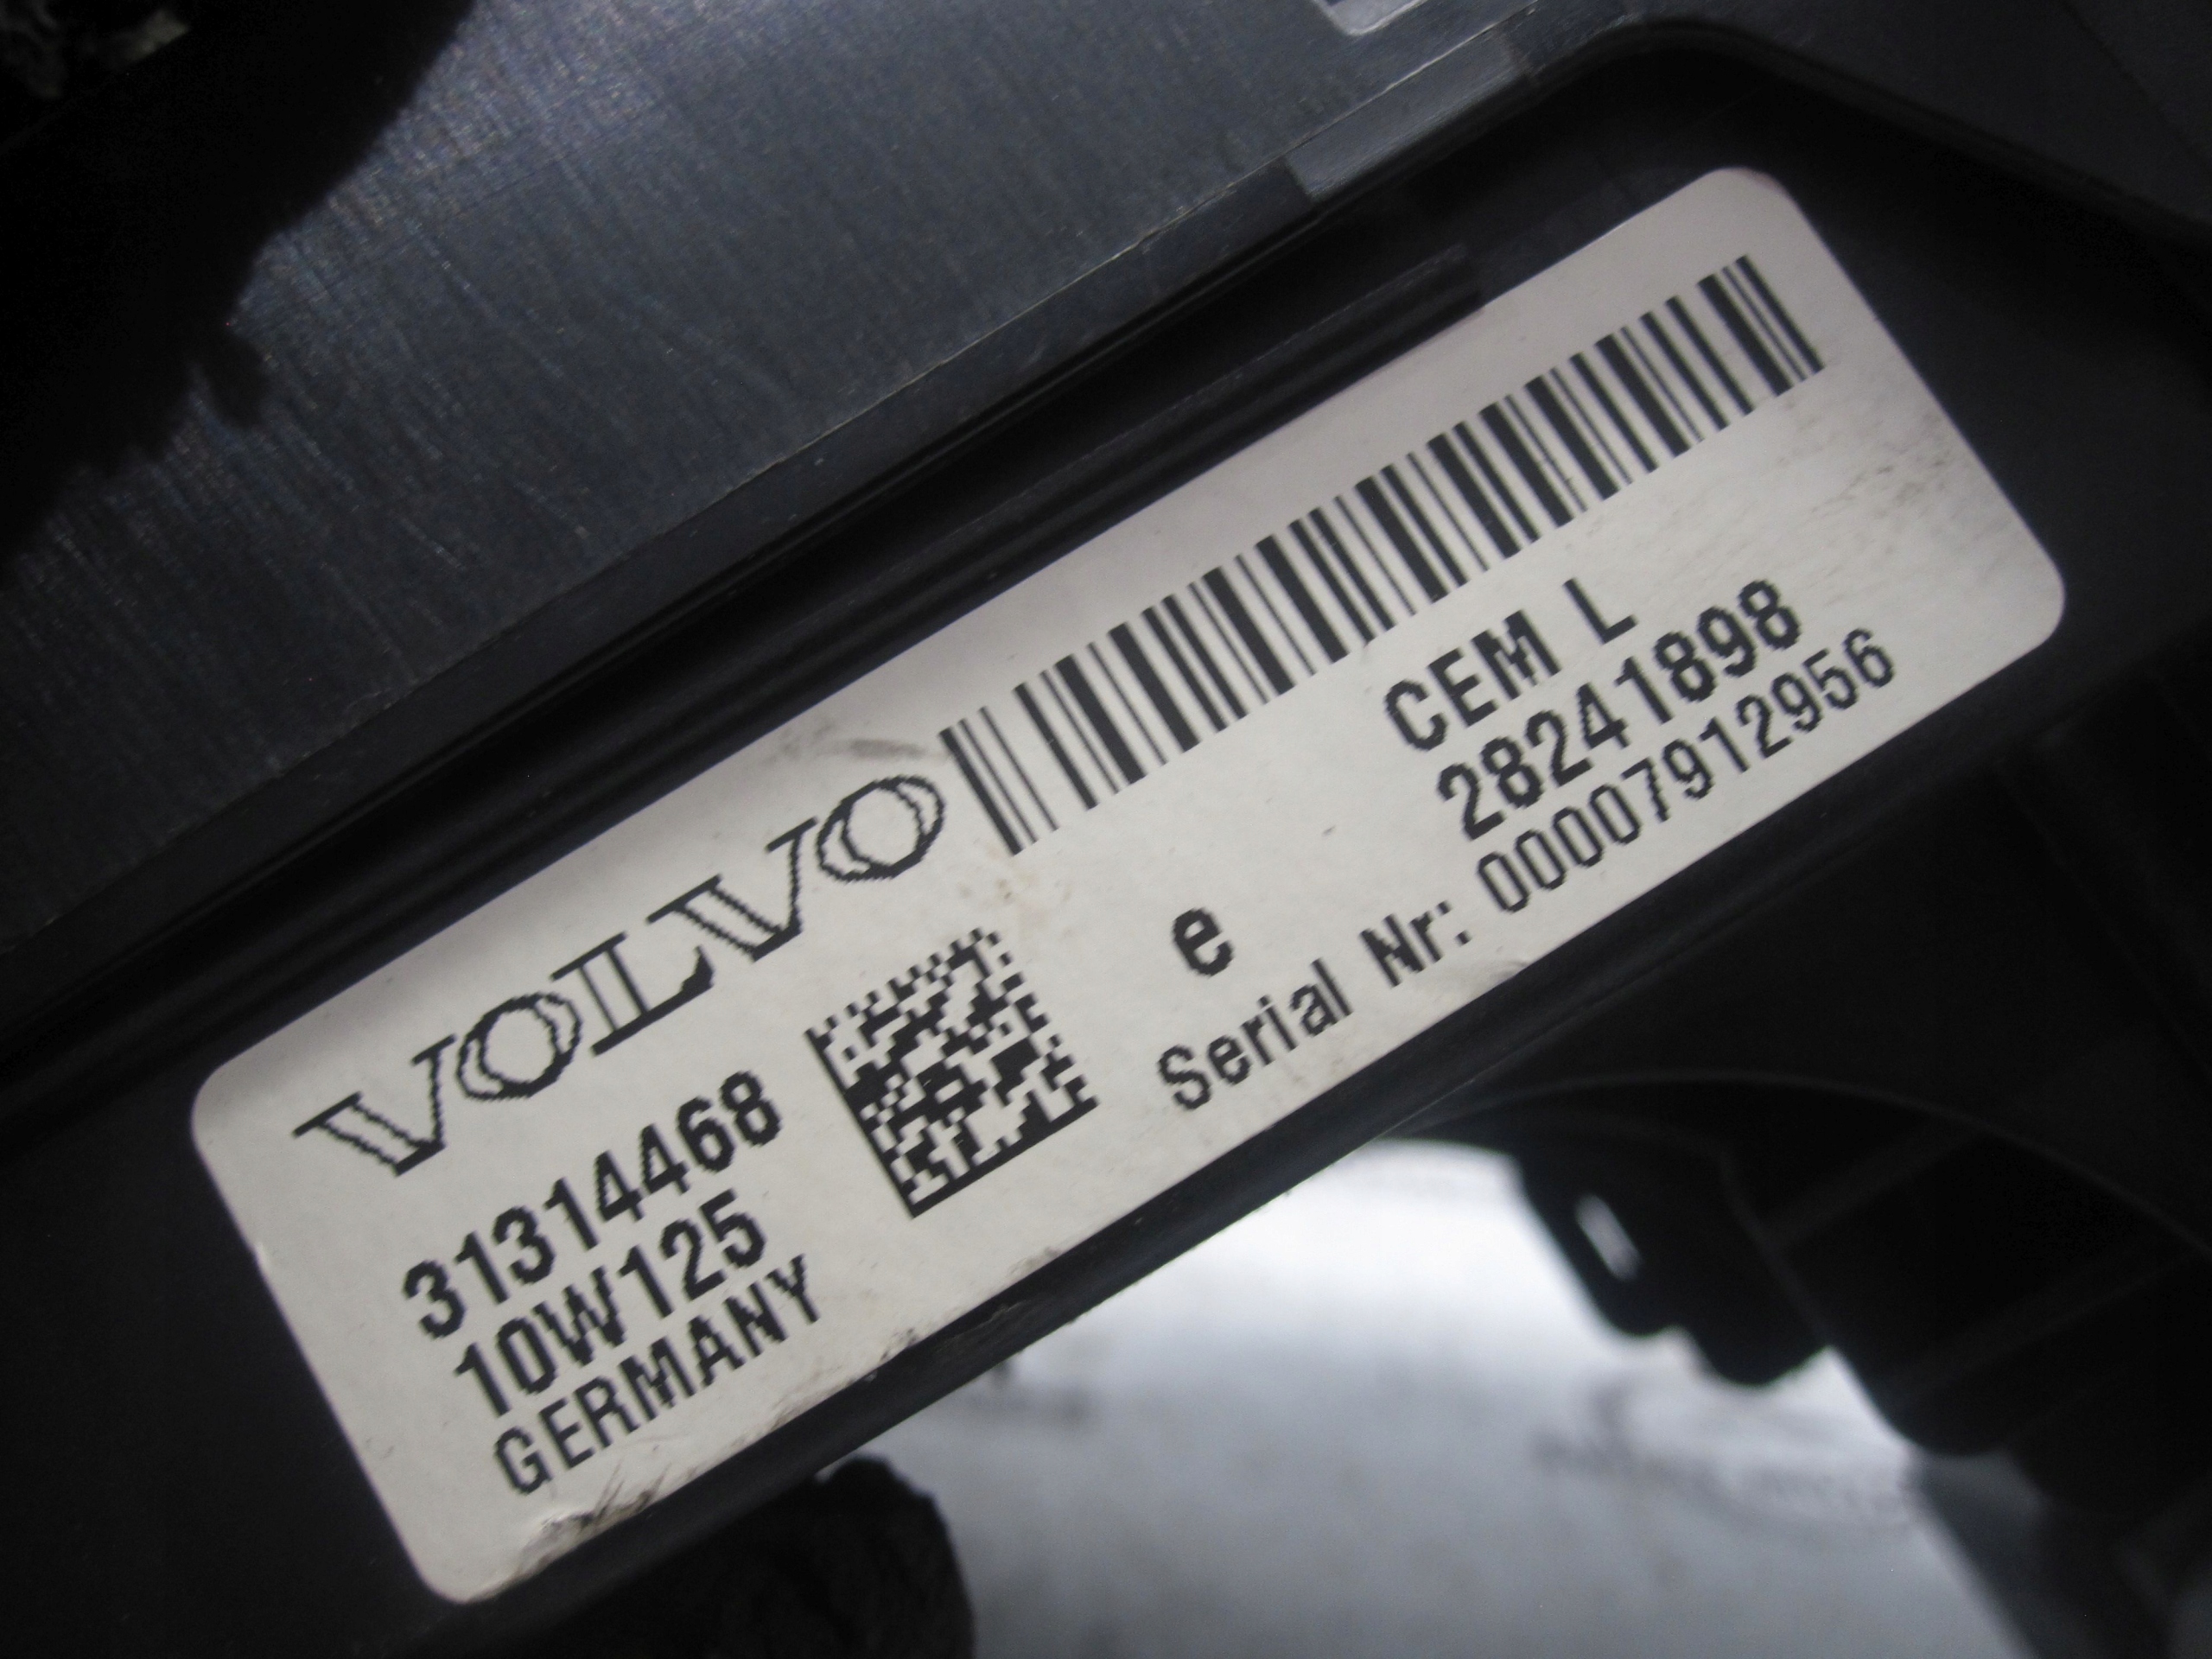 VOLVO
31314468
10W125
GERMANY
e
CEM L
28241898
Serial Nr: 00007912956